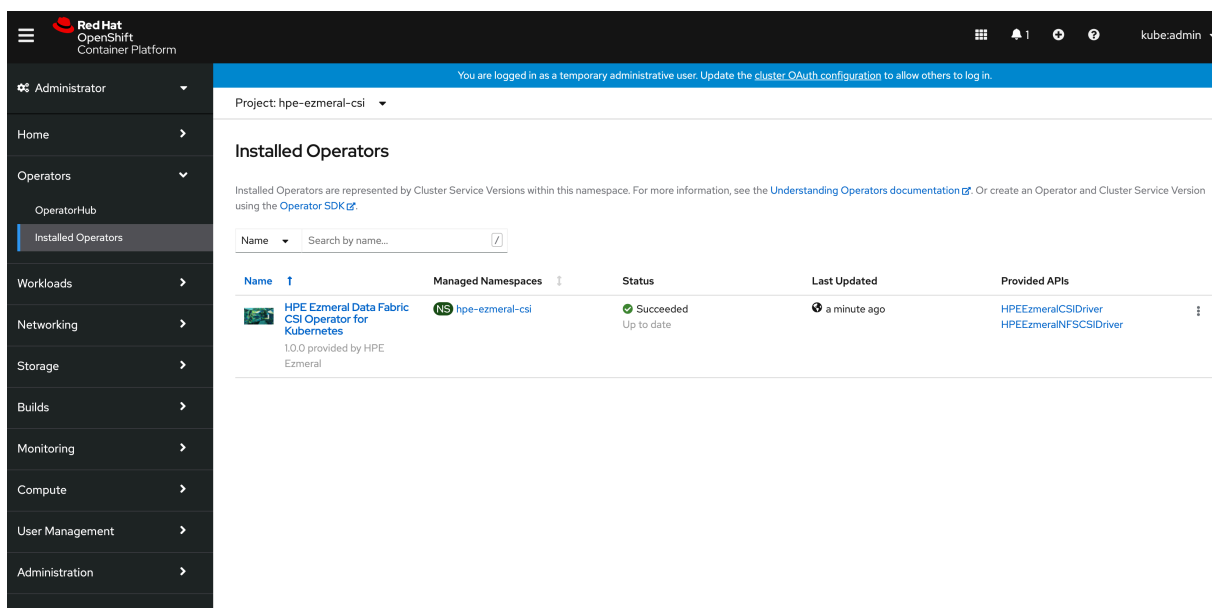 Red Hat
OpenShift
Container Platform
1
kube:admin
Administrator
You are logged in as a temporary administrative user. Update the cluster OAuth configuration to allow others to log in.
Project: hpe-ezmeral-csi
Home
Operators
OperatorHub
Installed Operators
Workloads
Networking
Storage
Builds
Monitoring
Compute
User Management
Administration
Installed Operators
Installed Operators are represented by Cluster Service Versions within this namespace. For more information, see the Understanding Operators documentation. Or create an Operator and Cluster Service Version
using the Operator SDK.
Name
Search by name...
/
Name
Managed Namespaces
Status
Last Updated
Provided APIs
HPE Ezmeral Data Fabric
CSI Operator for
Kubernetes
1.0.0 provided by HPE
Ezmeral
NS hpe-ezmeral-csi
Succeeded
Up to date
a minute ago
HPEEzmeralCSIDriver
HPEEzmeralNFSCSIDriver